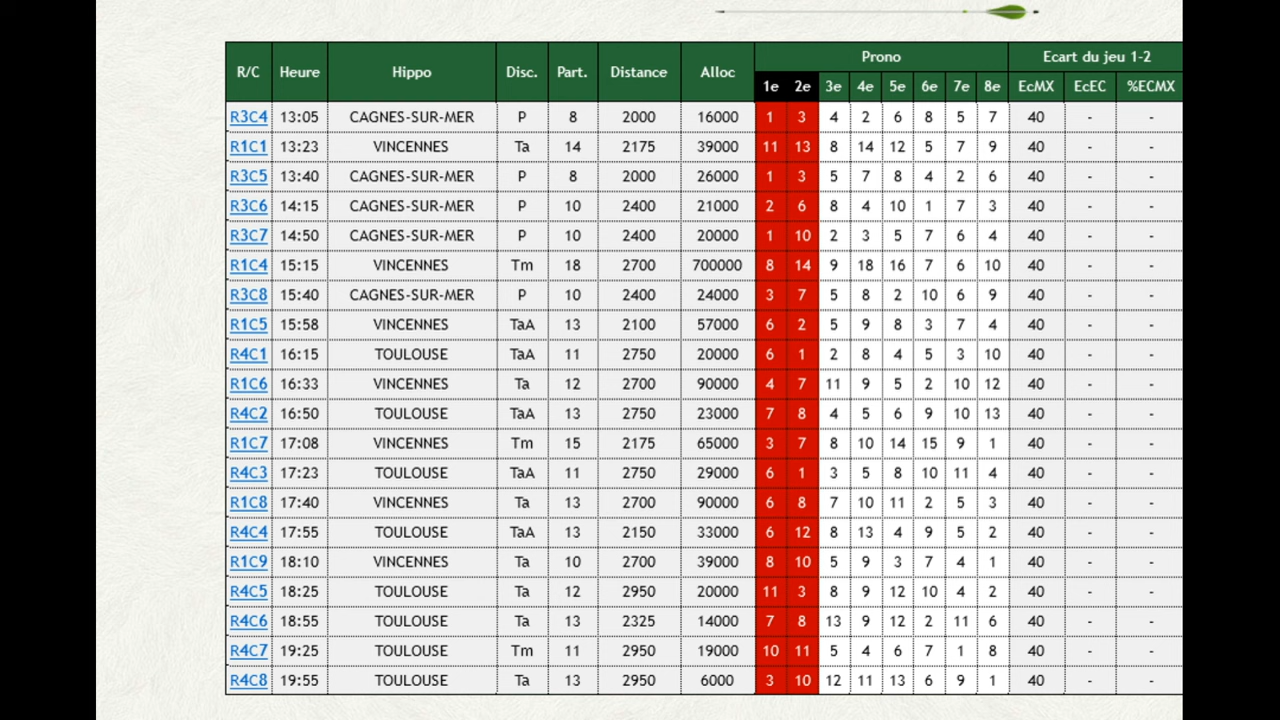 R/C Heure Hippo Disc. Part. Distance Alloc Prono Ecart du jeu 1-2
1e 2e 3e 4e 5e 6e 7e 8e EcMX EcEC %ECMX
R3C4 13:05 CAGNES-SUR-MER P 8 2000 16000 1 3 4 2 6 8 5 7 40 - -
R1C1 13:23 VINCENNES Ta 14 2175 39000 11 13 8 14 12 5 7 9 40 - -
R3C5 13:40 CAGNES-SUR-MER P 8 2000 26000 1 3 5 7 8 4 2 6 40 - -
R3C6 14:15 CAGNES-SUR-MER P 10 2400 21000 2 6 8 4 10 1 7 3 40 - -
R3C7 14:50 CAGNES-SUR-MER P 10 2400 20000 1 10 2 3 5 7 6 4 40 - -
R1C4 15:15 VINCENNES Tm 18 2700 700000 8 14 9 18 16 7 6 10 40 - -
R3C8 15:40 CAGNES-SUR-MER P 10 2400 24000 3 7 5 8 2 10 6 9 40 - -
R1C5 15:58 VINCENNES TaA 13 2100 57000 6 2 5 9 8 3 7 4 40 - -
R4C1 16:15 TOULOUSE TaA 11 2750 20000 6 1 2 8 4 5 3 10 40 - -
R1C6 16:33 VINCENNES Ta 12 2700 90000 4 7 11 9 5 2 10 12 40 - -
R4C2 16:50 TOULOUSE TaA 13 2750 23000 7 8 4 5 6 9 10 13 40 - -
R1C7 17:08 VINCENNES Tm 15 2175 65000 3 7 8 10 14 15 9 1 40 - -
R4C3 17:23 TOULOUSE TaA 11 2750 29000 6 1 3 5 8 10 11 4 40 - -
R1C8 17:40 VINCENNES Ta 13 2700 90000 6 8 7 10 11 2 5 3 40 - -
R4C4 17:55 TOULOUSE TaA 13 2150 33000 6 12 8 13 4 9 5 2 40 - -
R1C9 18:10 VINCENNES Ta 10 2700 39000 8 10 5 9 3 7 4 1 40 - -
R4C5 18:25 TOULOUSE Ta 12 2950 20000 11 3 8 9 12 10 4 2 40 - -
R4C6 18:55 TOULOUSE Ta 13 2325 14000 7 8 13 9 12 2 11 6 40 - -
R4C7 19:25 TOULOUSE Tm 11 2950 19000 10 11 5 4 6 7 1 8 40 - -
R4C8 19:55 TOULOUSE Ta 13 2950 6000 3 10 12 11 13 6 9 1 40 - -